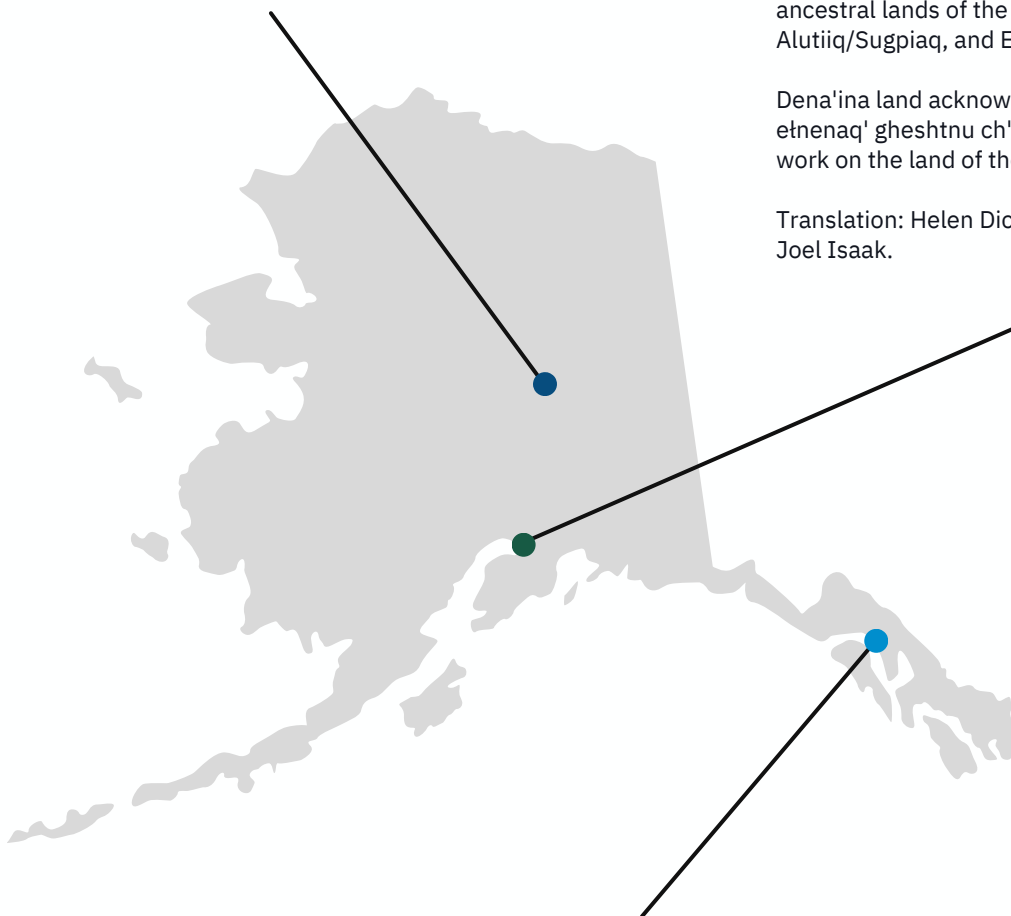 ancestral lands of the
Alutiiq/Sugpiaq, and E
Dena'ina land acknow
ełnenaq' gheshtnu ch'
work on the land of th
Translation: Helen Dic
Joel Isaak.